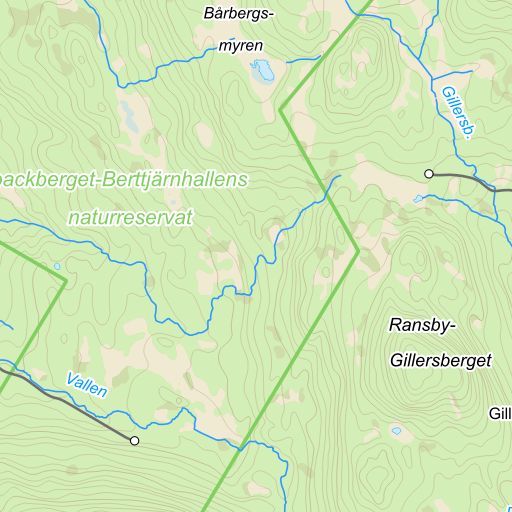 Bårbergs-
myren
Gillersb.
backberget-Berttjärnhallens
naturreservat
Ransby-
Gillersberget
Vallen
Gill